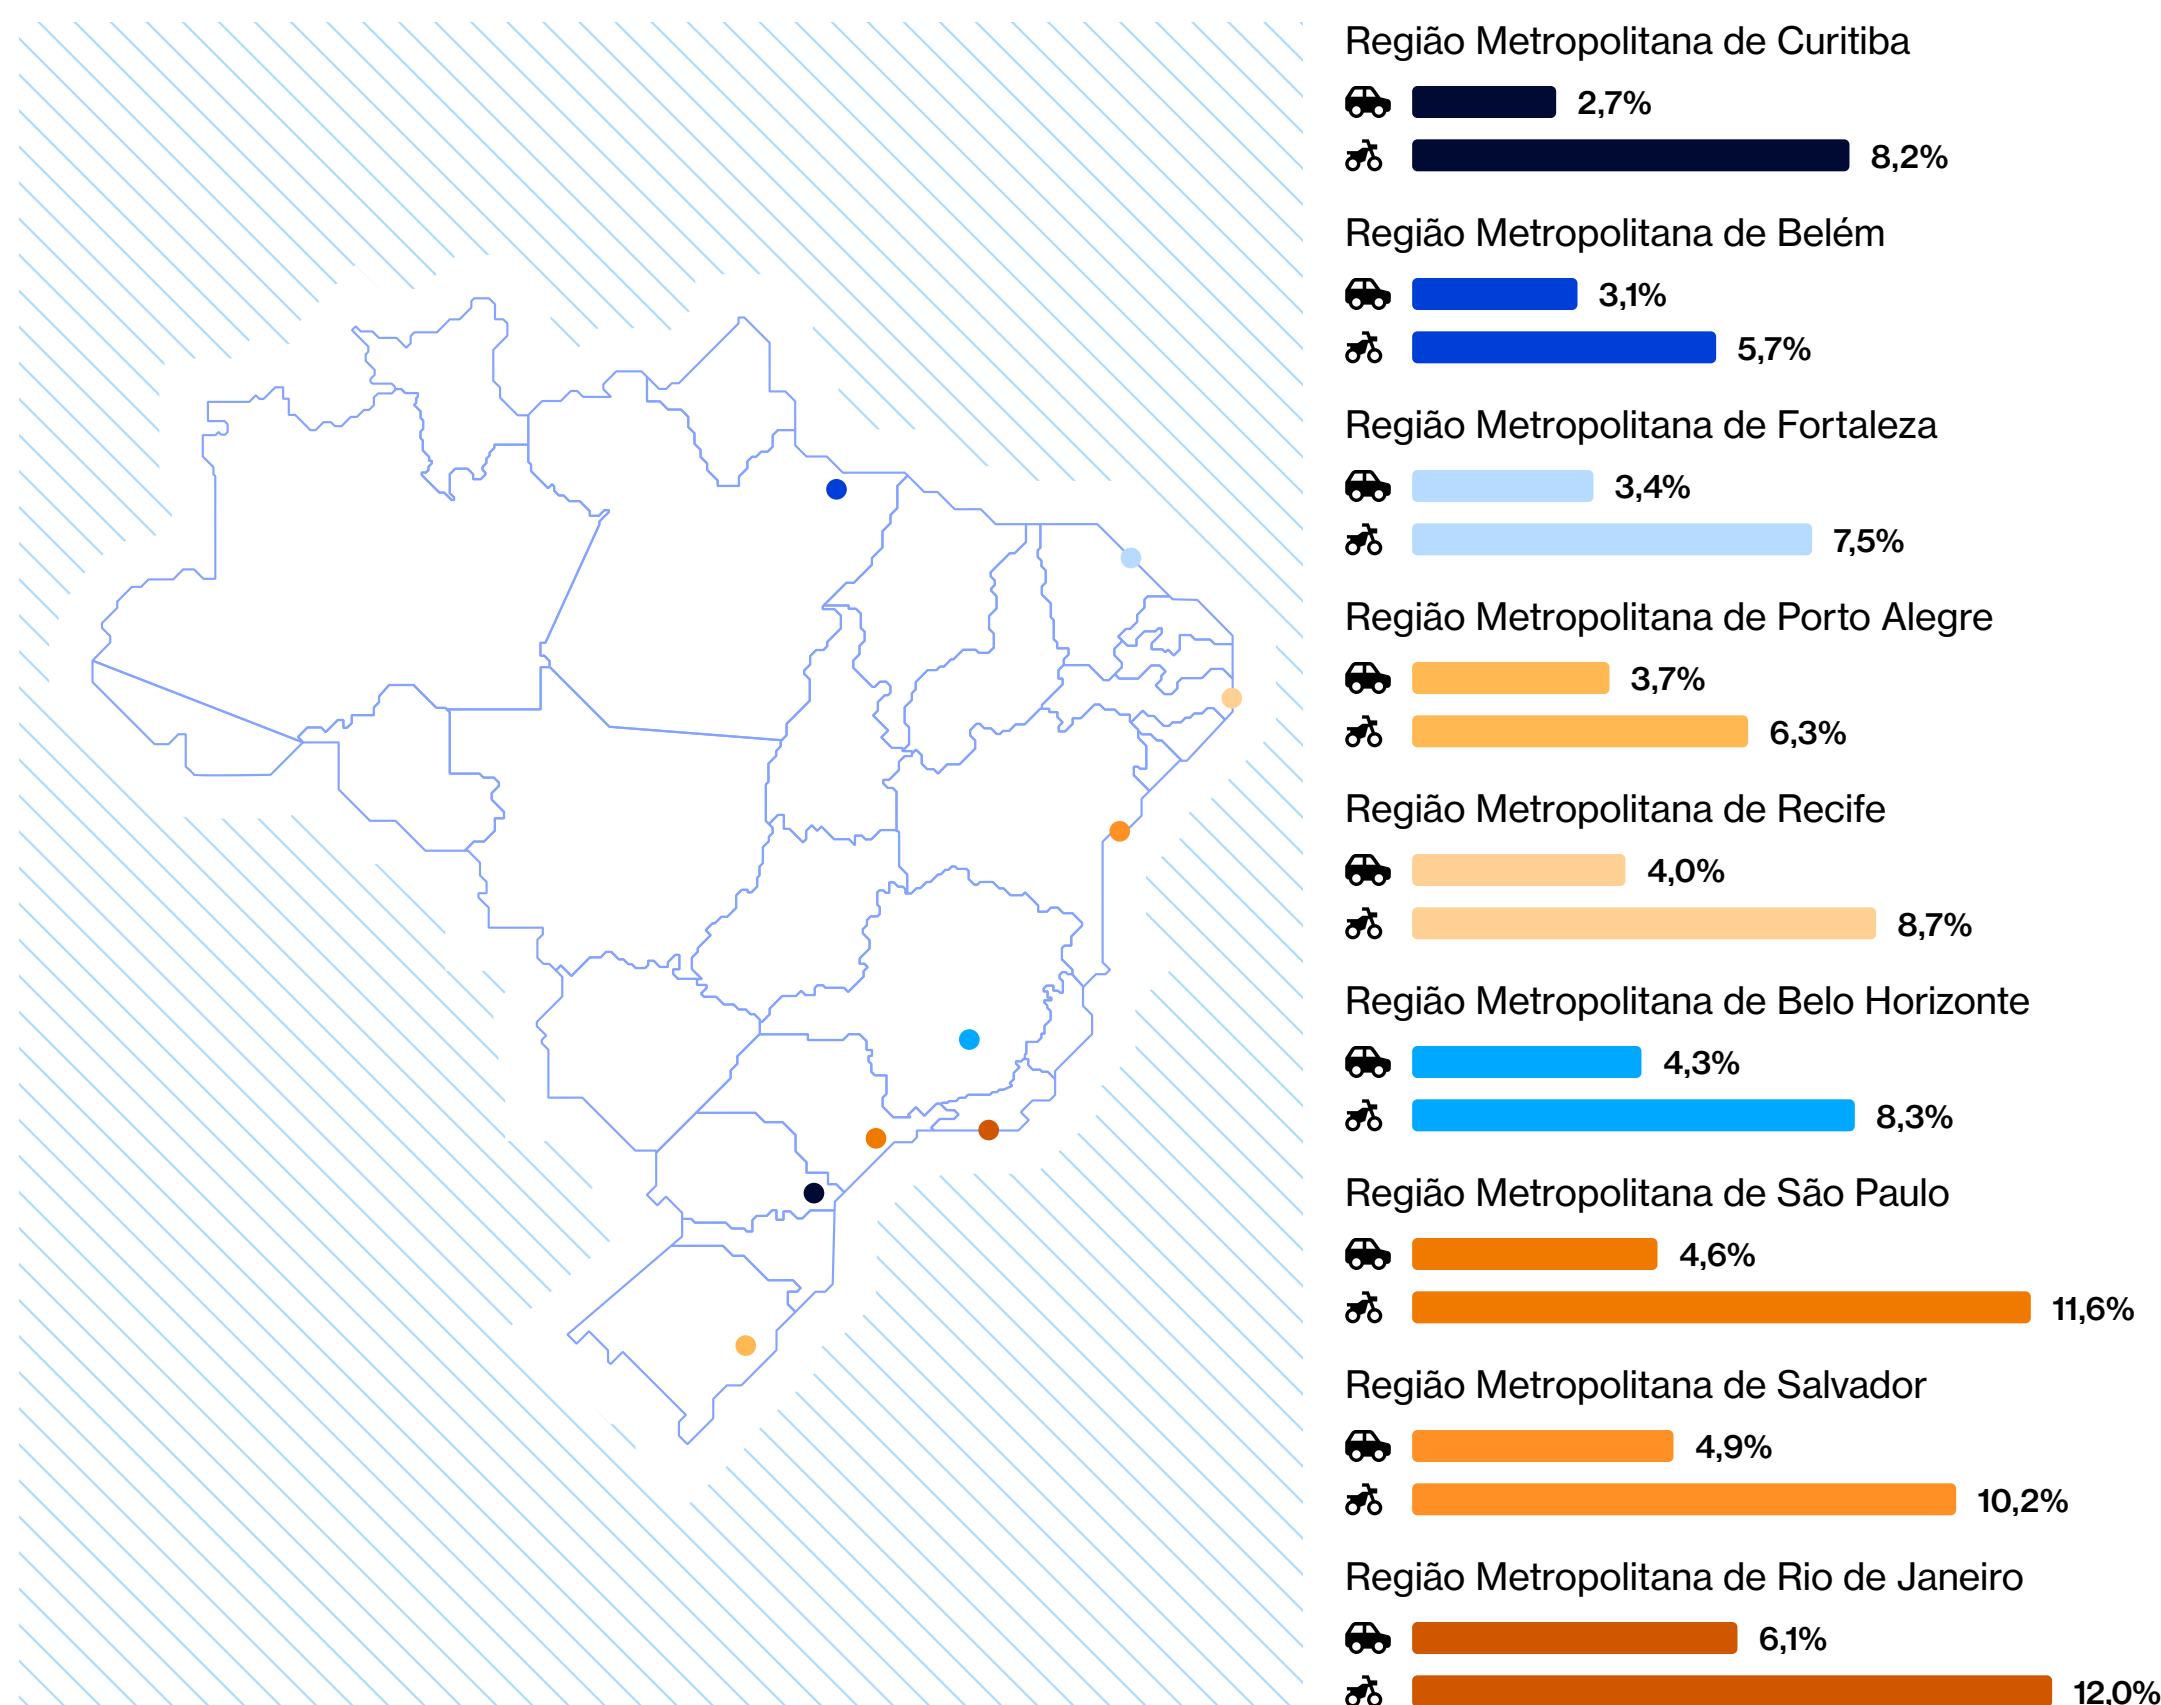 Região Metropolitana de Curitiba
2,7%
8,2%
Região Metropolitana de Belém
3,1%
5,7%
Região Metropolitana de Fortaleza
3,4%
7,5%
Região Metropolitana de Porto Alegre
3,7%
6,3%
Região Metropolitana de Recife
4,0%
8,7%
Região Metropolitana de Belo Horizonte
4,3%
8,3%
Região Metropolitana de São Paulo
4,6%
11,6%
Região Metropolitana de Salvador
4,9%
10,2%
Região Metropolitana de Rio de Janeiro
6,1%
12,0%